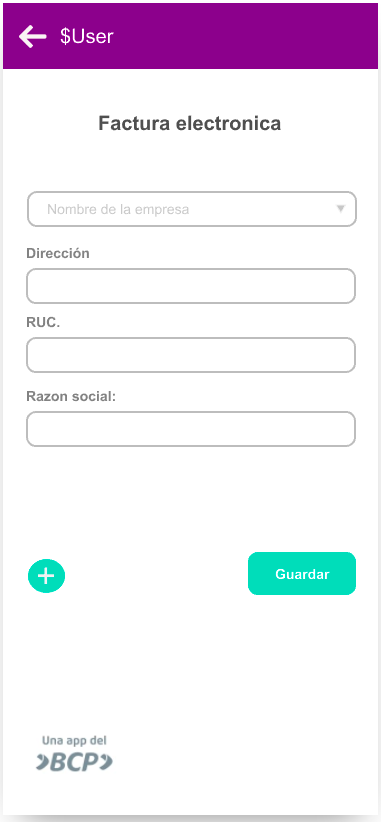 $User
Factura electronica
Nombre de la empresa
Dirección
RUC.
Razon social:
Guardar
Una app del
BCP